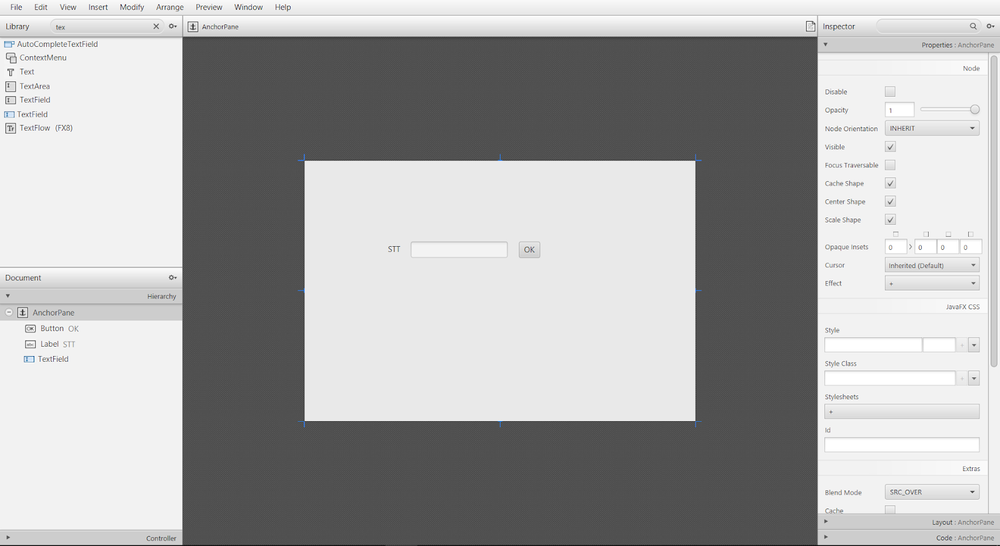 File Edit View Insert Modify Arrange Preview Window Help
Library tex
AutoCompleteTextField
ContextMenu
Text
TextArea
TextField
TextField
TextFlow (FX8)
Document
Hierarchy
AnchorPane
Button OK
Label STT
TextField
Controller
AnchorPane
STT OK
Inspector
Properties : AnchorPane
Node
Disable
Opacity 1
Node Orientation INHERIT
Visible
Focus Traversable
Cache Shape
Center Shape
Scale Shape
Opaque Insets 0 0 0 0
Cursor Inherited (Default)
Effect +
JavaFX CSS
Style
+
Style Class
+
Stylesheets
+
Id
Extras
Blend Mode SRC_OVER
Cache
Layout : AnchorPane
Code : AnchorPane